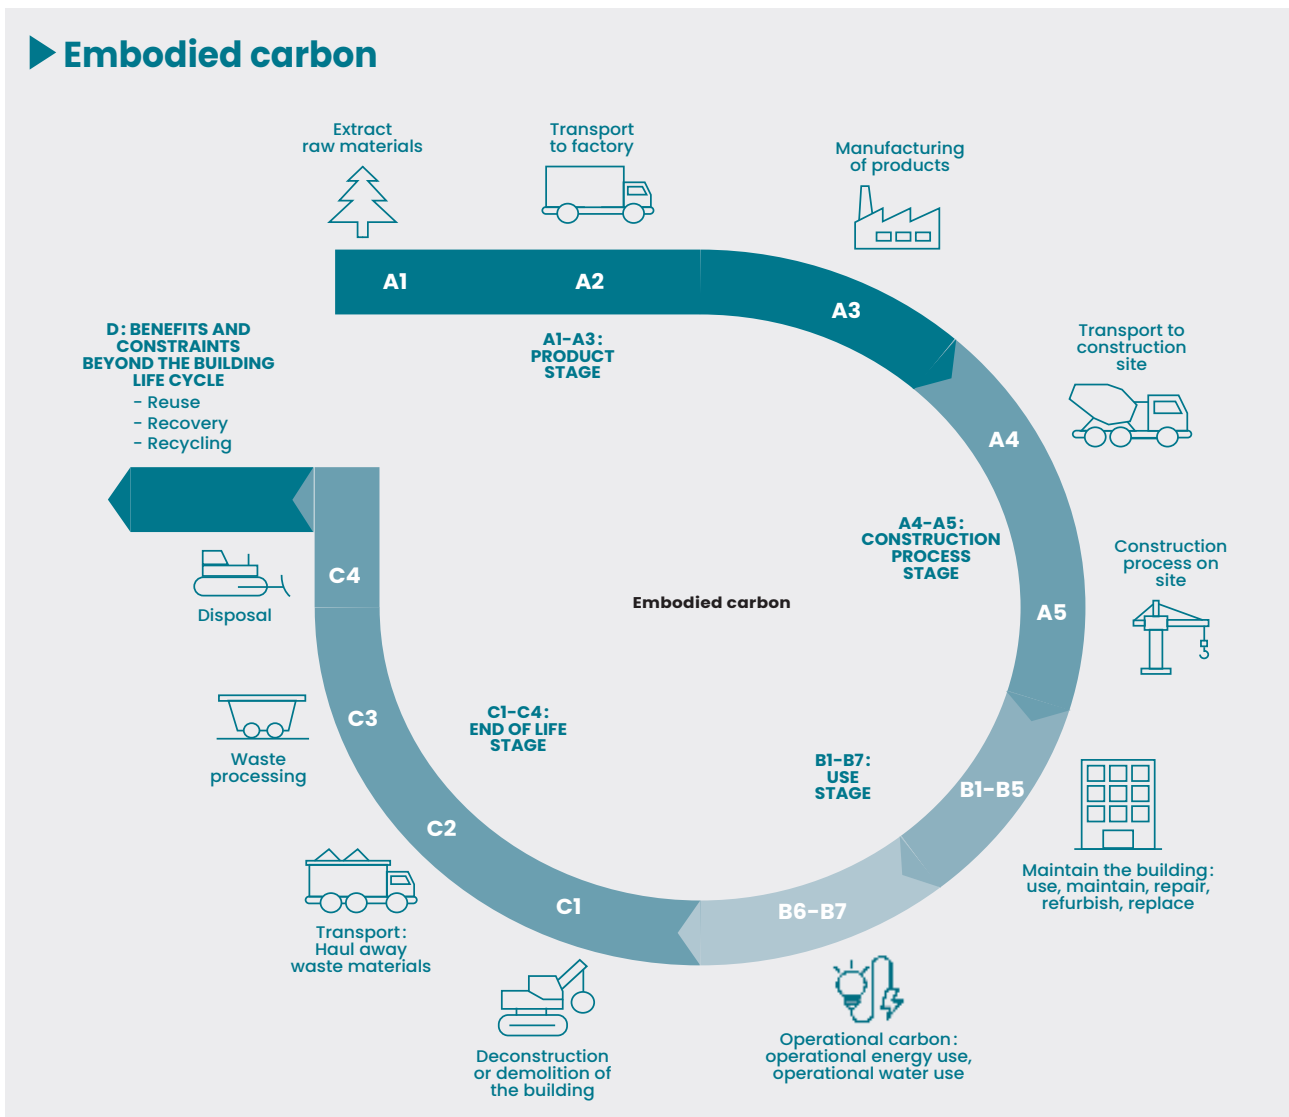 Embodied carbon
Extract
raw materials
Transport
to factory
Manufacturing
of products
A1
A2
A3
A1-A3:
PRODUCT
STAGE
D: BENEFITS AND
CONSTRAINTS
BEYOND THE BUILDING
LIFE CYCLE
- Reuse
- Recovery
- Recycling
Transport to
construction
site
A4
A4-A5:
CONSTRUCTION
PROCESS
STAGE
Construction
process on
site
A5
C4
Disposal
Embodied carbon
C3
Waste
processing
C1-C4:
END OF LIFE
STAGE
B1-B7:
USE
STAGE
B1-B5
Maintain the building:
use, maintain, repair,
refurbish, replace
C2
Transport:
Haul away
waste materials
C1
B6-B7
Deconstruction
or demolition of
the building
Operational carbon:
operational energy use,
operational water use